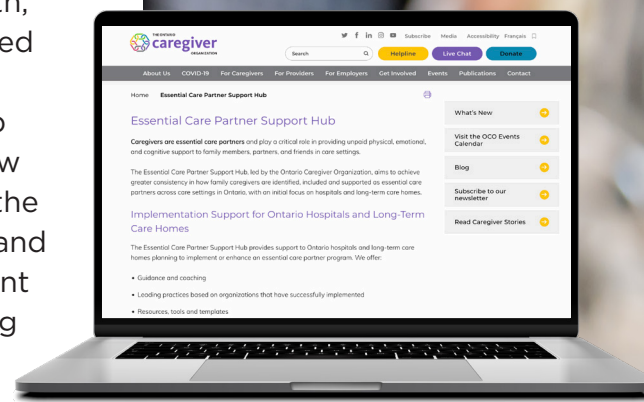 th,
ed
o
w
the
and
nt
g
THE ONTARIO
caregiver
ORGANIZATION
Subscribe Media Accessibility Français
Search
Helpline
Live Chat
Donate
About Us COVID-19 For Caregivers For Providers For Employers Get Involved Events Publications Contact
Home Essential Care Partner Support Hub
Essential Care Partner Support Hub
Caregivers are essential care partners and play a critical role in providing unpaid physical, emotional,
and cognitive support to family members, partners, and friends in care settings.
The Essential Care Partner Support Hub, led by the Ontario Caregiver Organization, aims to achieve
greater consistency in how family caregivers are identified, included and supported as essential care
partners across care settings in Ontario, with an initial focus on hospitals and long-term care homes.
Implementation Support for Ontario Hospitals and Long-Term
Care Homes
The Essential Care Partner Support Hub provides support to Ontario hospitals and long-term care
homes planning to implement or enhance an essential care partner program. We offer:
• Guidance and coaching
• Leading practices based on organizations that have successfully implemented
• Resources, tools and templates
What's New
Visit the OCO Events
Calendar
Blog
Subscribe to our
newsletter
Read Caregiver Stories